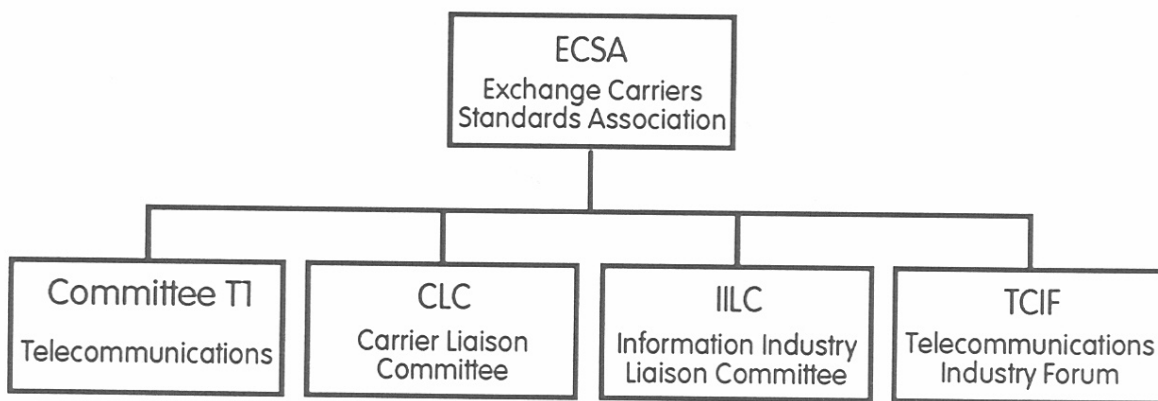 ECSA
Exchange Carriers
Standards Association
Committee T1
Telecommunications
CLC
Carrier Liaison
Committee
IILC
Information Industry
Liaison Committee
TCIF
Telecommunications
Industry Forum